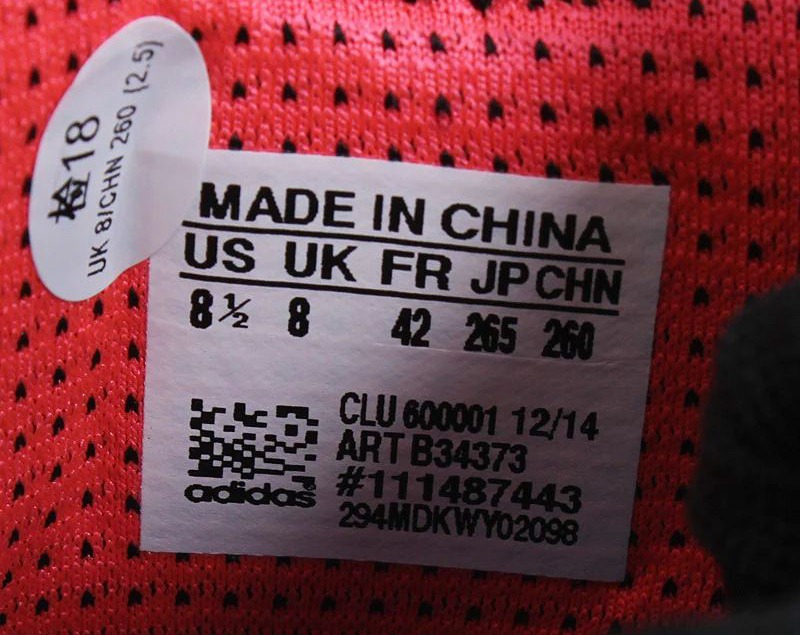 检18
UK 8/CHN 260 (2.5)
MADE IN CHINA
US UK FR JP CHN
8½ 8 42 265 260
CLU 600001 12/14
ART B34373
#111487443
adidas
294MDKWY02098